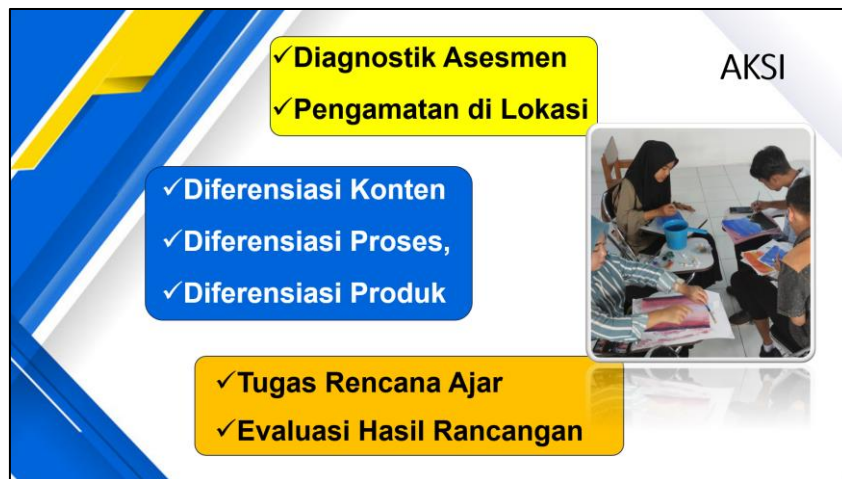 ✓Diagnostik Asesmen
✓Pengamatan di Lokasi
AKSI
✓Diferensiasi Konten
✓Diferensiasi Proses,
✓Diferensiasi Produk
✓Tugas Rencana Ajar
✓Evaluasi Hasil Rancangan